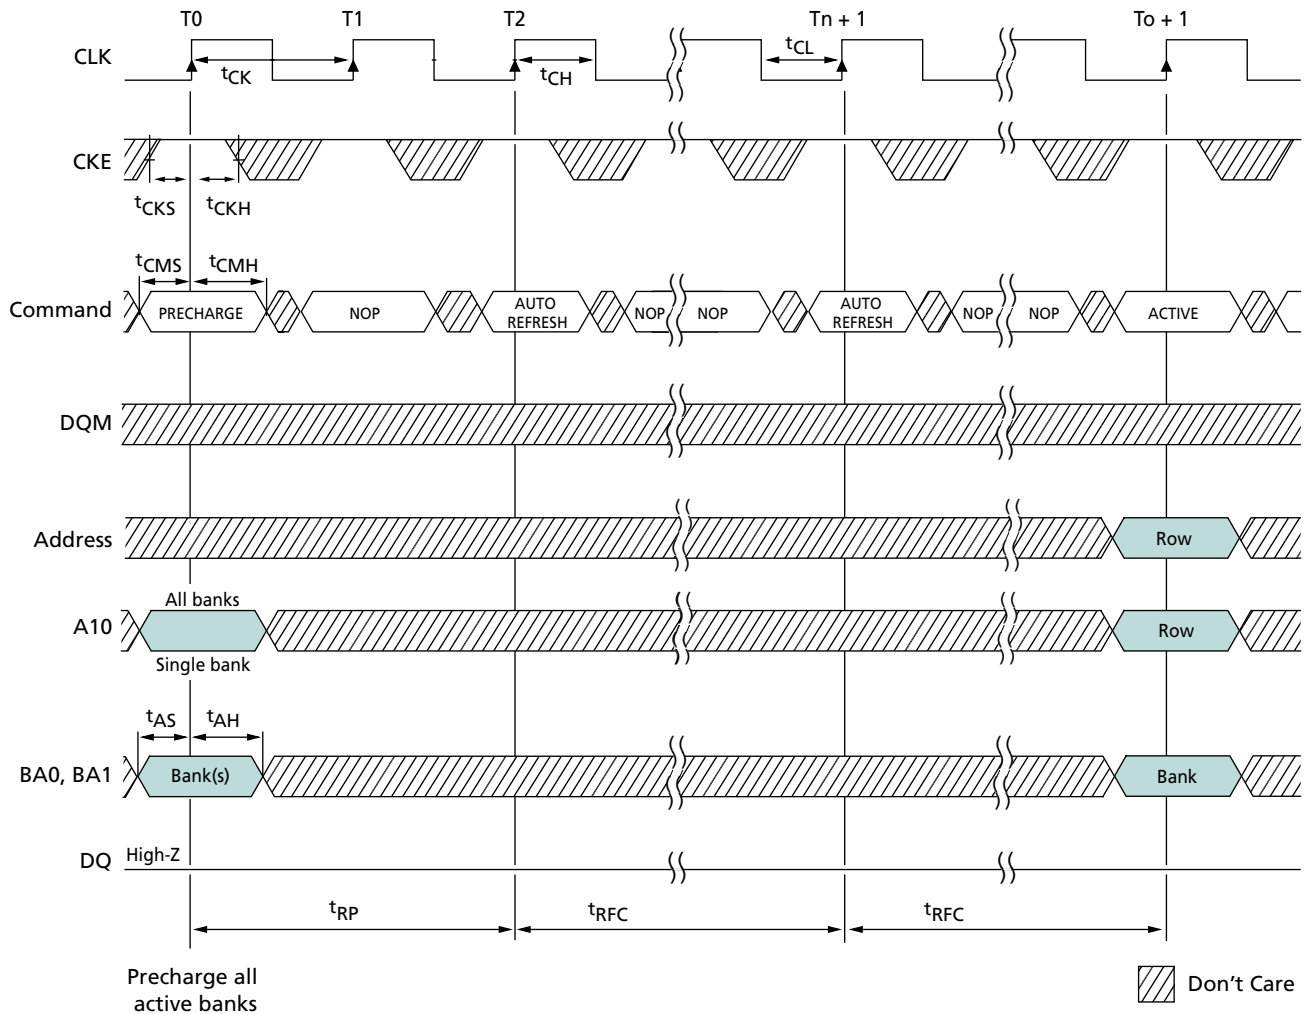 T0 T1 T2 Tn + 1 To + 1
CLK
tCK tCH tCL
CKE
tCKS tCKH
tCMS tCMH
Command PRECHARGE NOP AUTO REFRESH NOP NOP AUTO REFRESH NOP NOP ACTIVE
DQM
Address Row
All banks
A10 Row
Single bank
tAS tAH
BA0, BA1 Bank(s) Bank
DQ High-Z
tRP tRFC tRFC
Precharge all
active banks
Don't Care